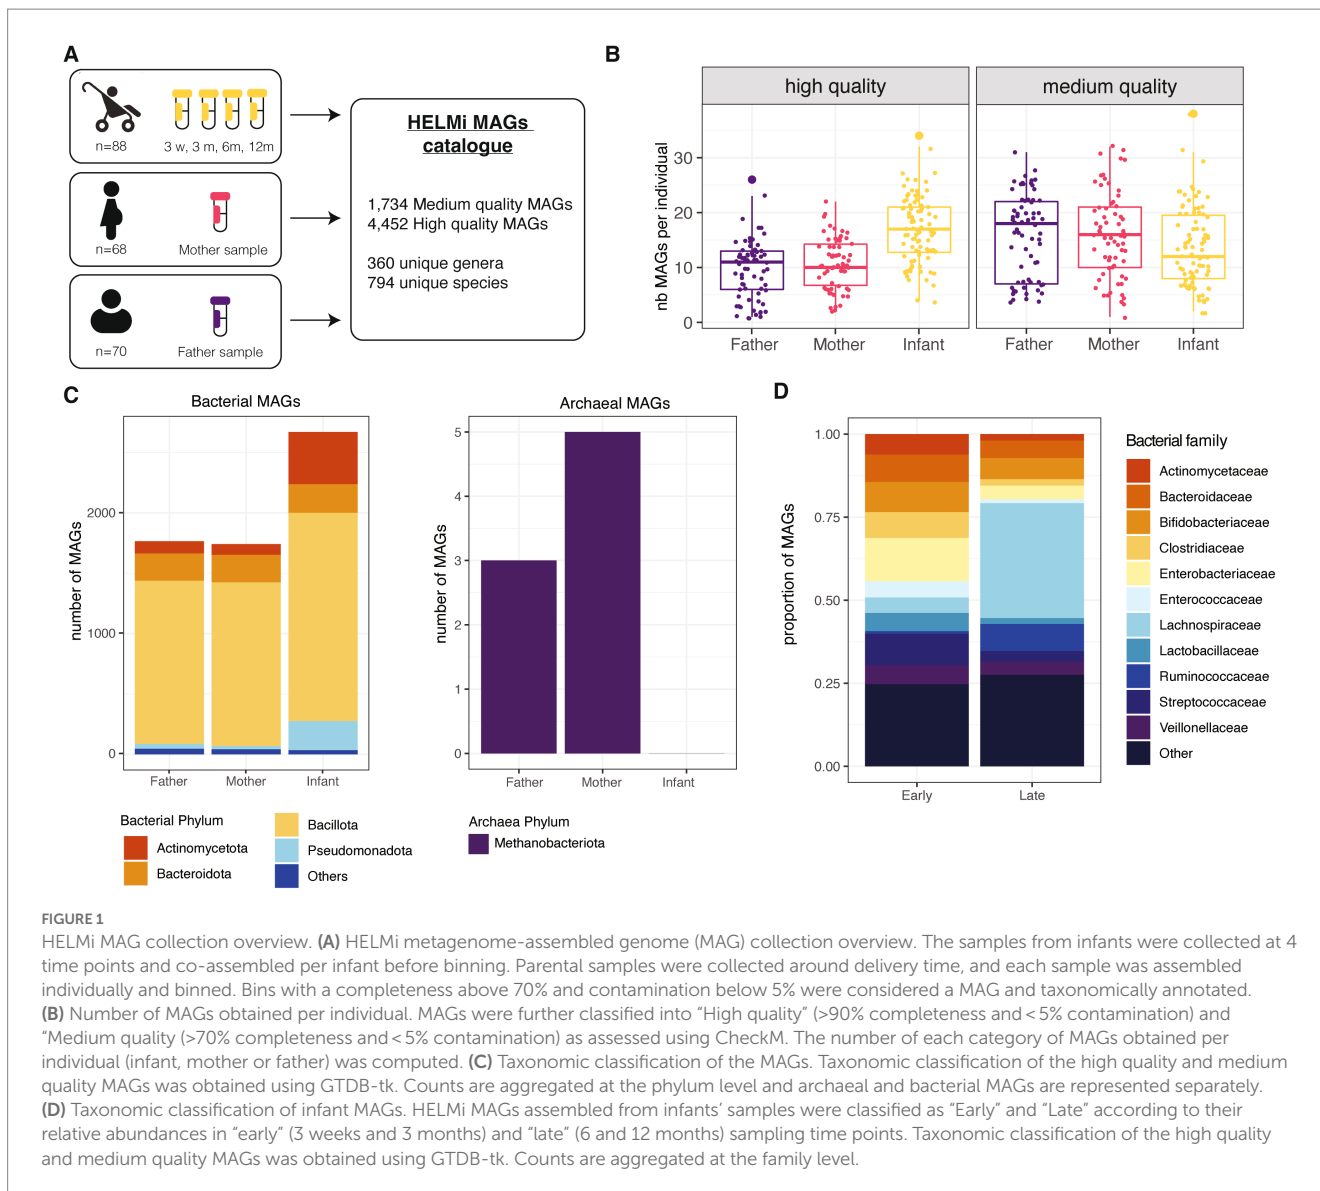 A
n=88
3 w, 3 m, 6m, 12m
n=68
Mother sample
n=70
Father sample
HELMi MAGs
catalogue
1,734 Medium quality MAGs
4,452 High quality MAGs
360 unique genera
794 unique species
B
high quality
medium quality
nb MAGs per individual
30
20
10
0
Father
Mother
Infant
Father
Mother
Infant
C
Bacterial MAGs
number of MAGs
2000
1000
0
Father
Mother
Infant
Bacterial Phylum
Actinomycetota
Bacteroidota
Bacillota
Pseudomonadota
Others
Archaeal MAGs
number of MAGs
5
4
3
2
1
0
Father
Mother
Infant
Archaea Phylum
Methanobacteriota
D
proportion of MAGs
1.00
0.75
0.50
0.25
0.00
Early
Late
Bacterial family
Actinomycetaceae
Bacteroidaceae
Bifidobacteriaceae
Clostridiaceae
Enterobacteriaceae
Enterococcaceae
Lachnospiraceae
Lactobacillaceae
Ruminococcaceae
Streptococcaceae
Veillonellaceae
Other
FIGURE 1
HELMi MAG collection overview. (A) HELMi metagenome-assembled genome (MAG) collection overview. The samples from infants were collected at 4
time points and co-assembled per infant before binning. Parental samples were collected around delivery time, and each sample was assembled
individually and binned. Bins with a completeness above 70% and contamination below 5% were considered a MAG and taxonomically annotated.
(B) Number of MAGs obtained per individual. MAGs were further classified into “High quality” (>90% completeness and < 5% contamination) and
“Medium quality (>70% completeness and < 5% contamination) as assessed using CheckM. The number of each category of MAGs obtained per
individual (infant, mother or father) was computed. (C) Taxonomic classification of the MAGs. Taxonomic classification of the high quality and medium
quality MAGs was obtained using GTDB-tk. Counts are aggregated at the phylum level and archaeal and bacterial MAGs are represented separately.
(D) Taxonomic classification of infant MAGs. HELMi MAGs assembled from infants’ samples were classified as “Early” and “Late” according to their
relative abundances in “early” (3 weeks and 3 months) and “late” (6 and 12 months) sampling time points. Taxonomic classification of the high quality
and medium quality MAGs was obtained using GTDB-tk. Counts are aggregated at the family level.